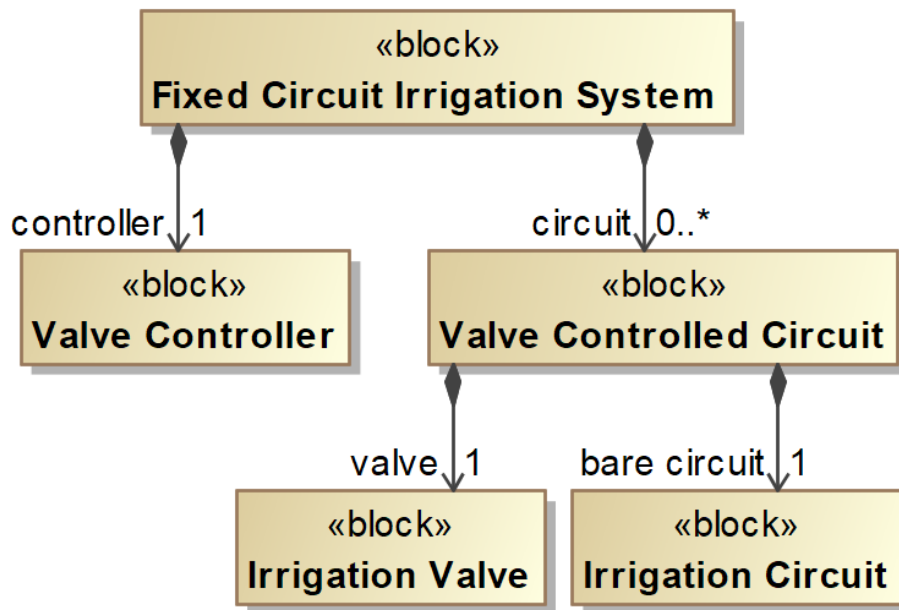 «block»
Fixed Circuit Irrigation System
controller 1
circuit 0..*
«block»
Valve Controller
«block»
Valve Controlled Circuit
valve 1
bare circuit 1
«block»
Irrigation Valve
«block»
Irrigation Circuit